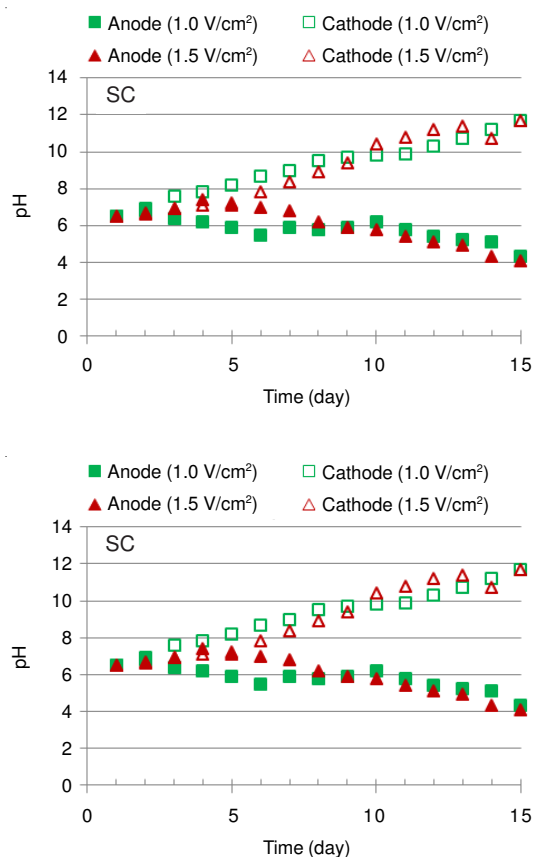 Anode (1.0 V/cm²) Cathode (1.0 V/cm²)
Anode (1.5 V/cm²) Cathode (1.5 V/cm²)
14
SC
12
10
8
pH
6
4
2
0
0 5 10 15
Time (day)
Anode (1.0 V/cm²) Cathode (1.0 V/cm²)
Anode (1.5 V/cm²) Cathode (1.5 V/cm²)
14
SC
12
10
8
pH
6
4
2
0
0 5 10 15
Time (day)